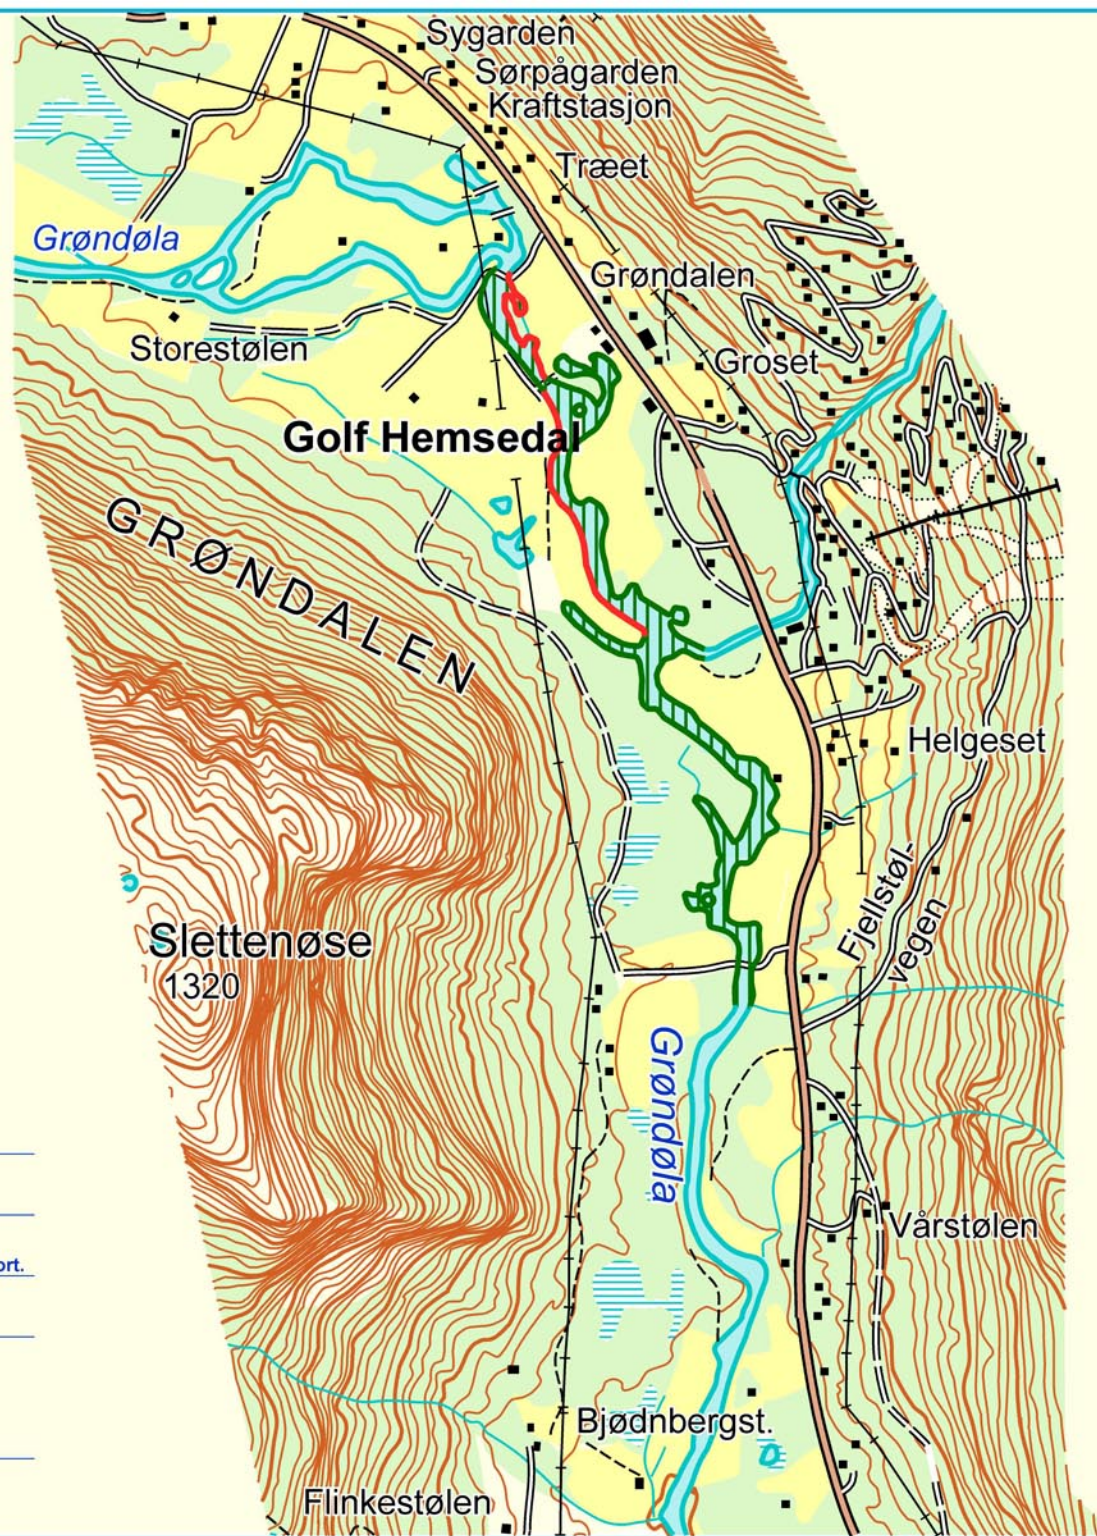 Sygarden
Sørpågarden
Kraftstasjon
Træet
Grøndøla
Grøndalen
Storestølen
Groset
Golf Hemsedal
GRØNDALEN
Helgeset
Fjellstøl-
vegen
Slettenøse
1320
Grøndøla
Vårstølen
ort.
Bjødnbergst.
Flinkestølen